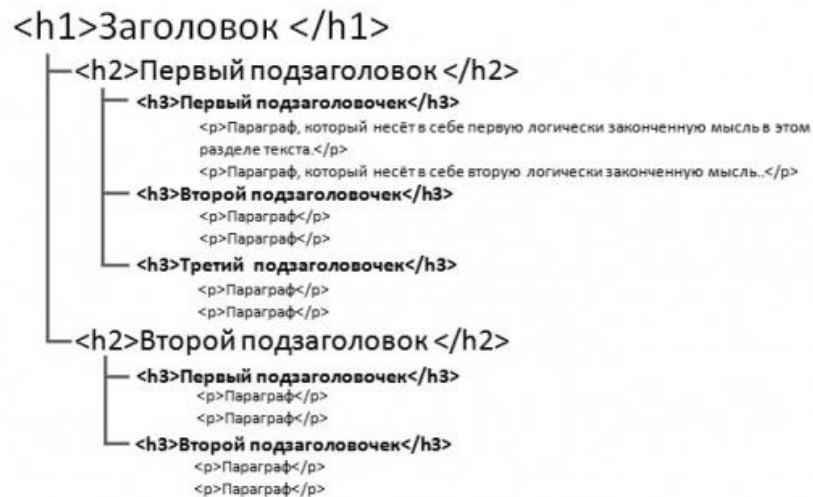 <h1>Заголовок </h1>
<h2>Первый подзаголовок </h2>
<h3>Первый подзаголовочек</h3>
<p>Параграф, который несёт в себе первую логически законченную мысль в этом
разделе текста.</p>
<p>Параграф, который несёт в себе вторую логически законченную мысль..</p>
<h3>Второй подзаголовочек</h3>
<p>Параграф</p>
<p>Параграф</p>
<h3>Третий подзаголовочек</h3>
<p>Параграф</p>
<p>Параграф</p>
<h2>Второй подзаголовок </h2>
<h3>Первый подзаголовочек</h3>
<p>Параграф</p>
<p>Параграф</p>
<h3>Второй подзаголовочек</h3>
<p>Параграф</p>
<p>Параграф</p>